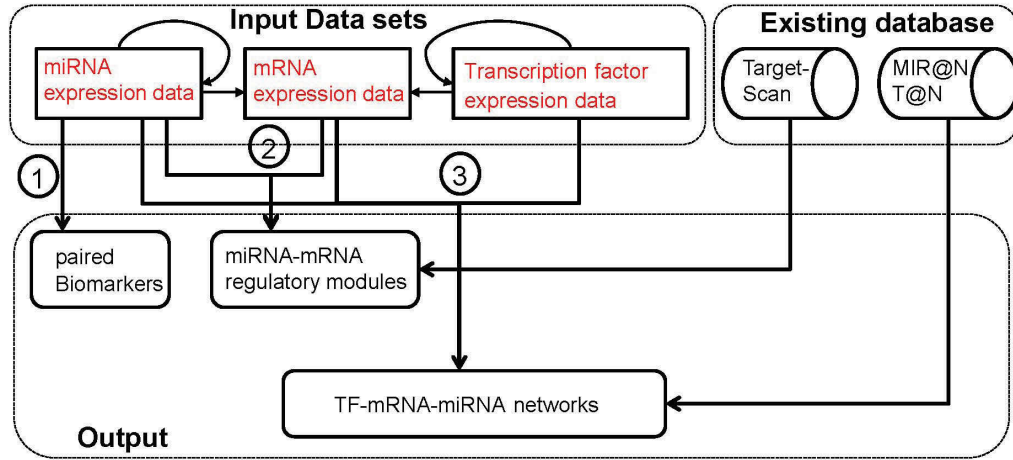 Input Data sets
Existing database
miRNA
expression data
mRNA
expression data
Transcription factor
expression data
Target-
Scan
MIR@N
T@N
1
2
3
paired
Biomarkers
miRNA-mRNA
regulatory modules
TF-mRNA-miRNA networks
Output